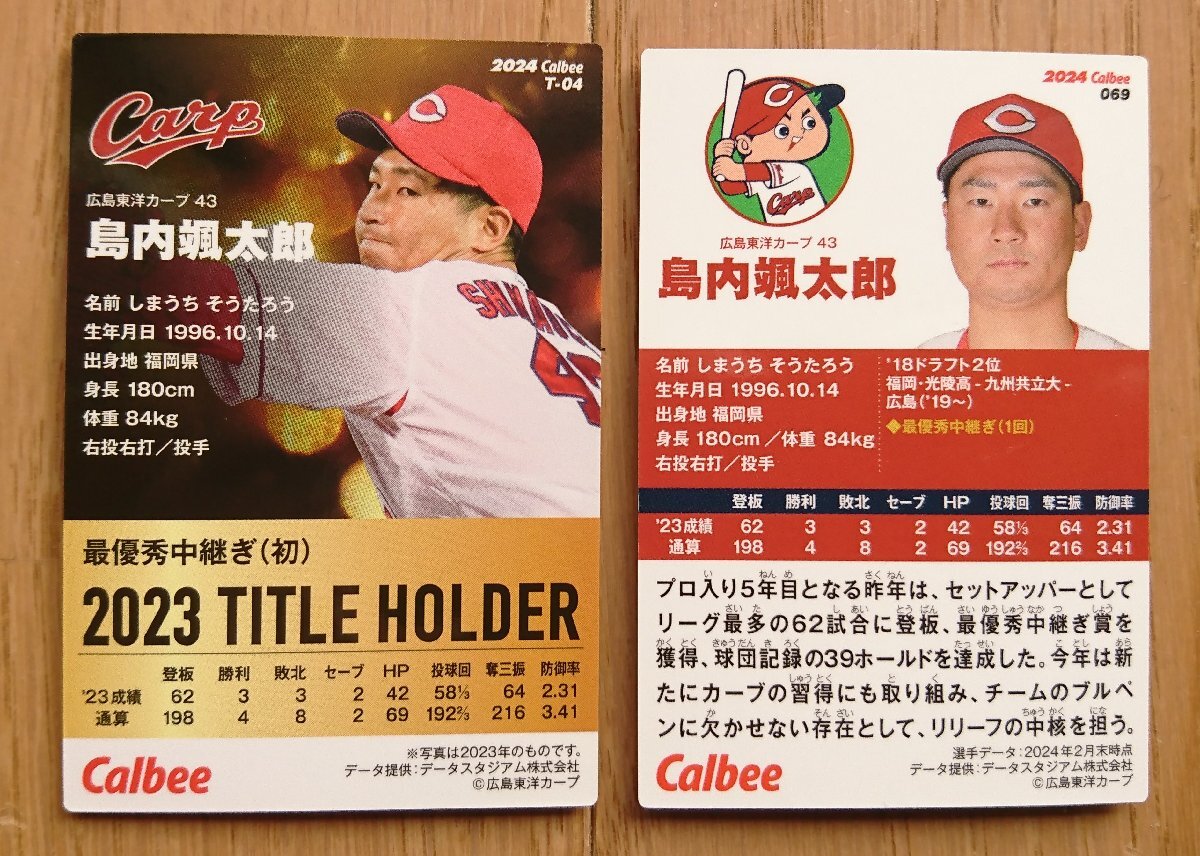 2024 Calbee
T-04
Carp
広島東洋カープ 43
島内颯太郎
名前 しまうち そうたろう
生年月日 1996.10.14
出身地 福岡県
身長 180cm
体重 84kg
右投右打／投手
最優秀中継ぎ(初)
2023 TITLE HOLDER
登板 勝利 敗北 セーブ HP 投球回 奪三振 防御率
'23成績 62 3 3 2 42 58⅓ 64 2.31
通算 198 4 8 2 69 192⅔ 216 3.41
※写真は2023年のものです。
データ提供:データスタジアム株式会社
©広島東洋カープ
Calbee
2024 Calbee
069
Carp
広島東洋カープ 43
島内颯太郎
名前 しまうち そうたろう
生年月日 1996.10.14
出身地 福岡県
身長 180cm／体重 84kg
右投右打／投手
'18ドラフト2位
福岡・光陵高-九州共立大-
広島('19〜)
◆最優秀中継ぎ(1回)
登板 勝利 敗北 セーブ HP 投球回 奪三振 防御率
'23成績 62 3 3 2 42 58⅓ 64 2.31
通算 198 4 8 2 69 192⅔ 216 3.41
プロ入り5年目となる昨年は、セットアッパーとして
リーグ最多の62試合に登板、最優秀中継ぎ賞を
獲得、球団記録の39ホールドを達成した。今年は新
たにカーブの習得にも取り組み、チームのブルペ
ンに欠かせない存在として、リリーフの中核を担う。
選手データ:2024年2月末時点
データ提供:データスタジアム株式会社
©広島東洋カープ
Calbee